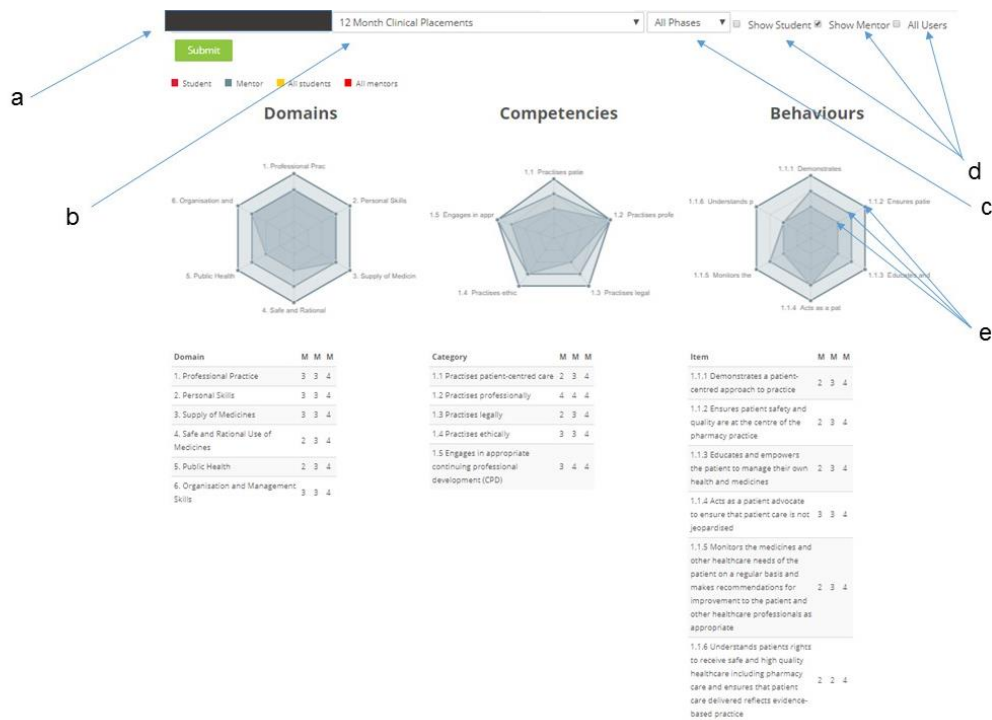 12 Month Clinical Placements All Phases Show Student Show Mentor All Users
Submit
a
Student Mentor All students All mentors
Domains Competencies Behaviours
1. Professional Prac 1.1 Practises patie 1.1.1 Demonstrates
d
6. Organisation and 2. Personal Skills 1.5 Engages in appr 1.2 Practises profe 1.1.6 Understands p 1.1.2 Ensures patie
b c
5. Public Health 3. Supply of Medicin 1.1.5 Monitors the 1.1.3 Educates and
1.4 Practises ethic 1.3 Practises legal
4. Safe and Rational 1.1.4 Acts as a pat
e
Domain M M M
1. Professional Practice 3 3 4
2. Personal Skills 3 3 4
3. Supply of Medicines 3 3 4
4. Safe and Rational Use of
Medicines 2 3 4
5. Public Health 2 3 4
6. Organisation and Management
Skills 3 3 4
Category M M M
1.1 Practises patient-centred care 2 3 4
1.2 Practises professionally 4 4 4
1.3 Practises legally 2 3 4
1.4 Practises ethically 3 3 4
1.5 Engages in appropriate
continuing professional 3 4 4
development (CPD)
Item M M M
1.1.1 Demonstrates a patient-
centred approach to practice 2 3 4
1.1.2 Ensures patient safety and
quality are at the centre of the 2 3 4
pharmacy practice
1.1.3 Educates and empowers
the patient to manage their own 2 3 4
health and medicines
1.1.4 Acts as a patient advocate
to ensure that patient care is not 3 3 4
jeopardised
1.1.5 Monitors the medicines and
other healthcare needs of the
patient on a regular basis and
makes recommendations for 2 3 4
improvement to the patient and
other healthcare professionals as
appropriate
1.1.6 Understands patients rights
to receive safe and high quality
healthcare including pharmacy 2 2 4
care and ensures that patient
care delivered reflects evidence-
based practice